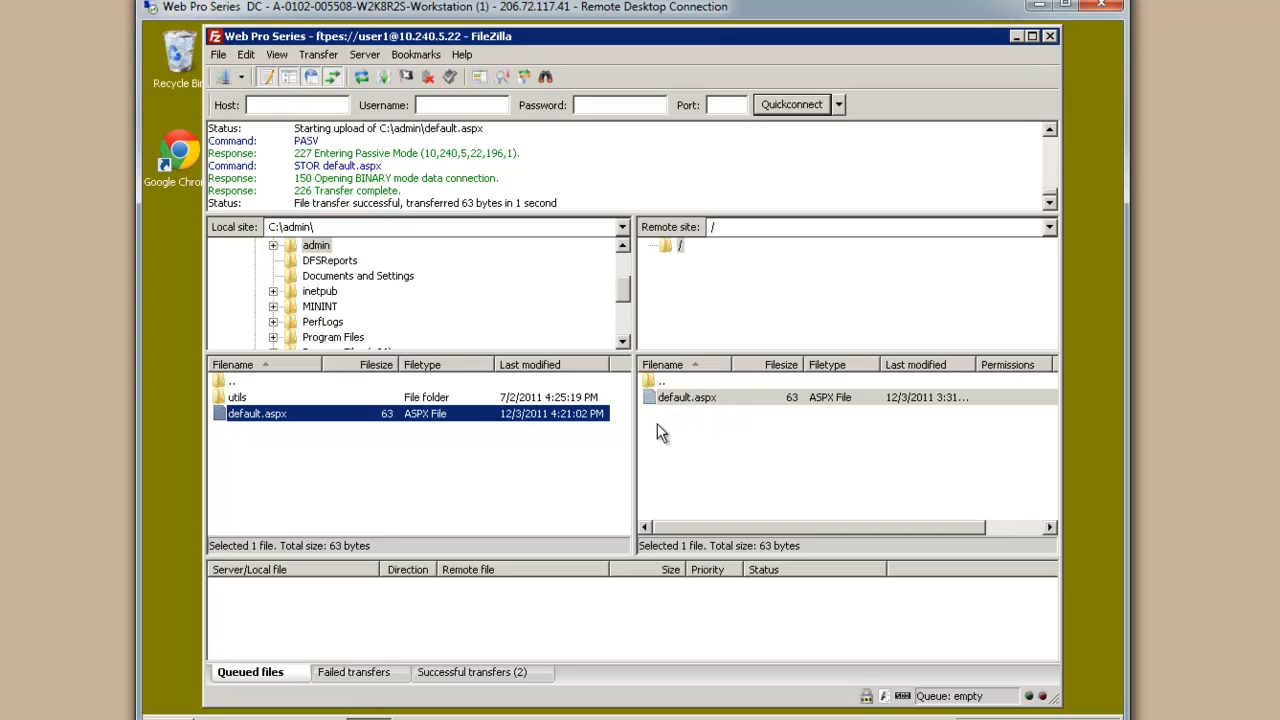 Web Pro Series DC - A-0102-005508-W2K8R2S-Workstation (1) - 206.72.117.41 - Remote Desktop Connection
Recycle Bin
Google Chro
Web Pro Series - ftpes://user1@10.240.5.22 - FileZilla
File Edit View Transfer Server Bookmarks Help
Host: Username: Password: Port: Quickconnect
Status: Starting upload of C:\admin\default.aspx
Command: PASV
Response: 227 Entering Passive Mode (10,240,5,22,196,1).
Command: STOR default.aspx
Response: 150 Opening BINARY mode data connection.
Response: 226 Transfer complete.
Status: File transfer successful, transferred 63 bytes in 1 second
Local site: C:\admin\
admin
DFSReports
Documents and Settings
inetpub
MININT
PerfLogs
Program Files
Remote site: /
/
Filename Filesize Filetype Last modified
..
utils File folder 7/2/2011 4:25:19 PM
default.aspx 63 ASPX File 12/3/2011 4:21:02 PM
Selected 1 file. Total size: 63 bytes
Filename Filesize Filetype Last modified Permissions
..
default.aspx 63 ASPX File 12/3/2011 3:31...
Selected 1 file. Total size: 63 bytes
Server/Local file Direction Remote file Size Priority Status
Queued files Failed transfers Successful transfers (2)
Queue: empty